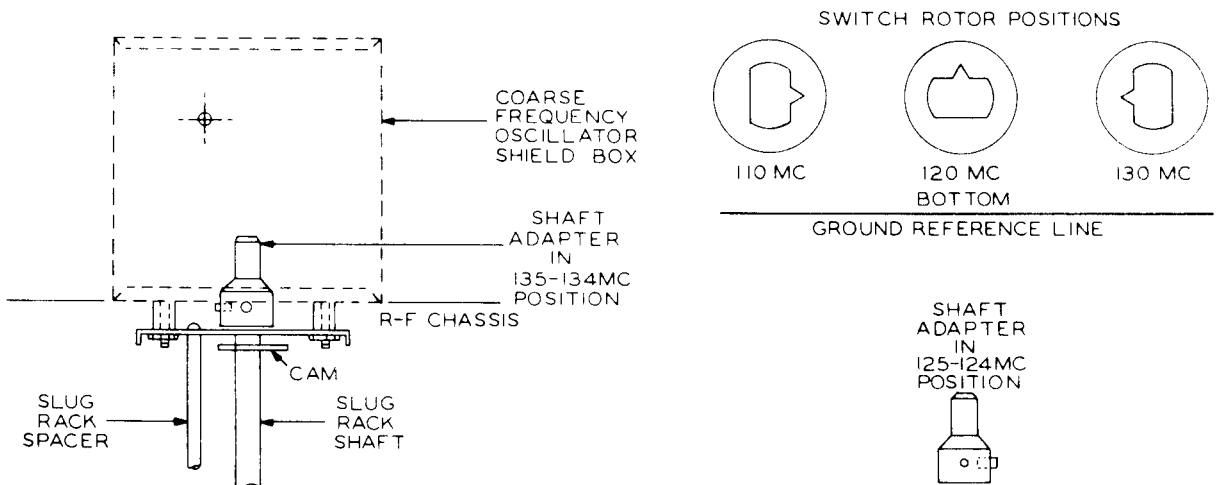 COARSE
FREQUENCY
OSCILLATOR
SHIELD BOX
SHAFT
ADAPTER
IN
135-134MC
POSITION
R-F CHASSIS
CAM
SLUG
RACK
SPACER
SLUG
RACK
SHAFT
SWITCH ROTOR POSITIONS
110 MC
120 MC
130 MC
BOTTOM
GROUND REFERENCE LINE
SHAFT
ADAPTER
IN
125-124MC
POSITION